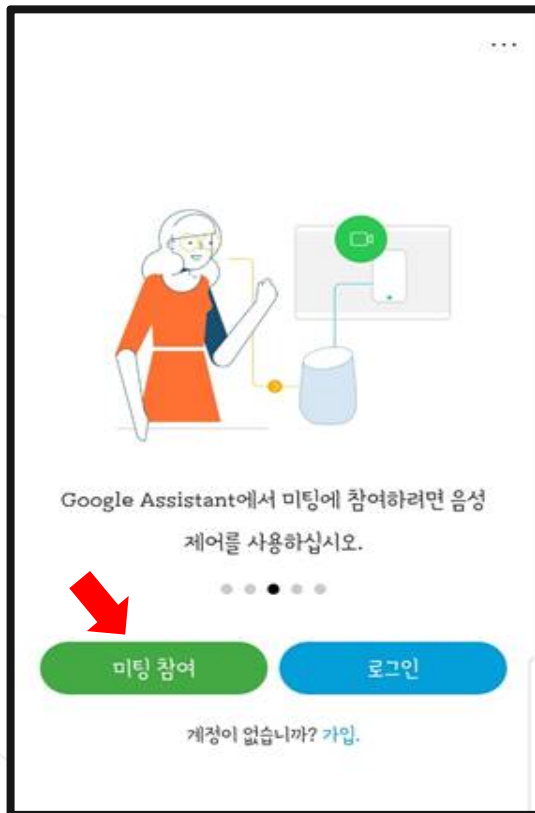 Google Assistant에서 미팅에 참여하려면 음성
제어를 사용하십시오.
미팅 참여
로그인
계정이 없습니까? 가입.